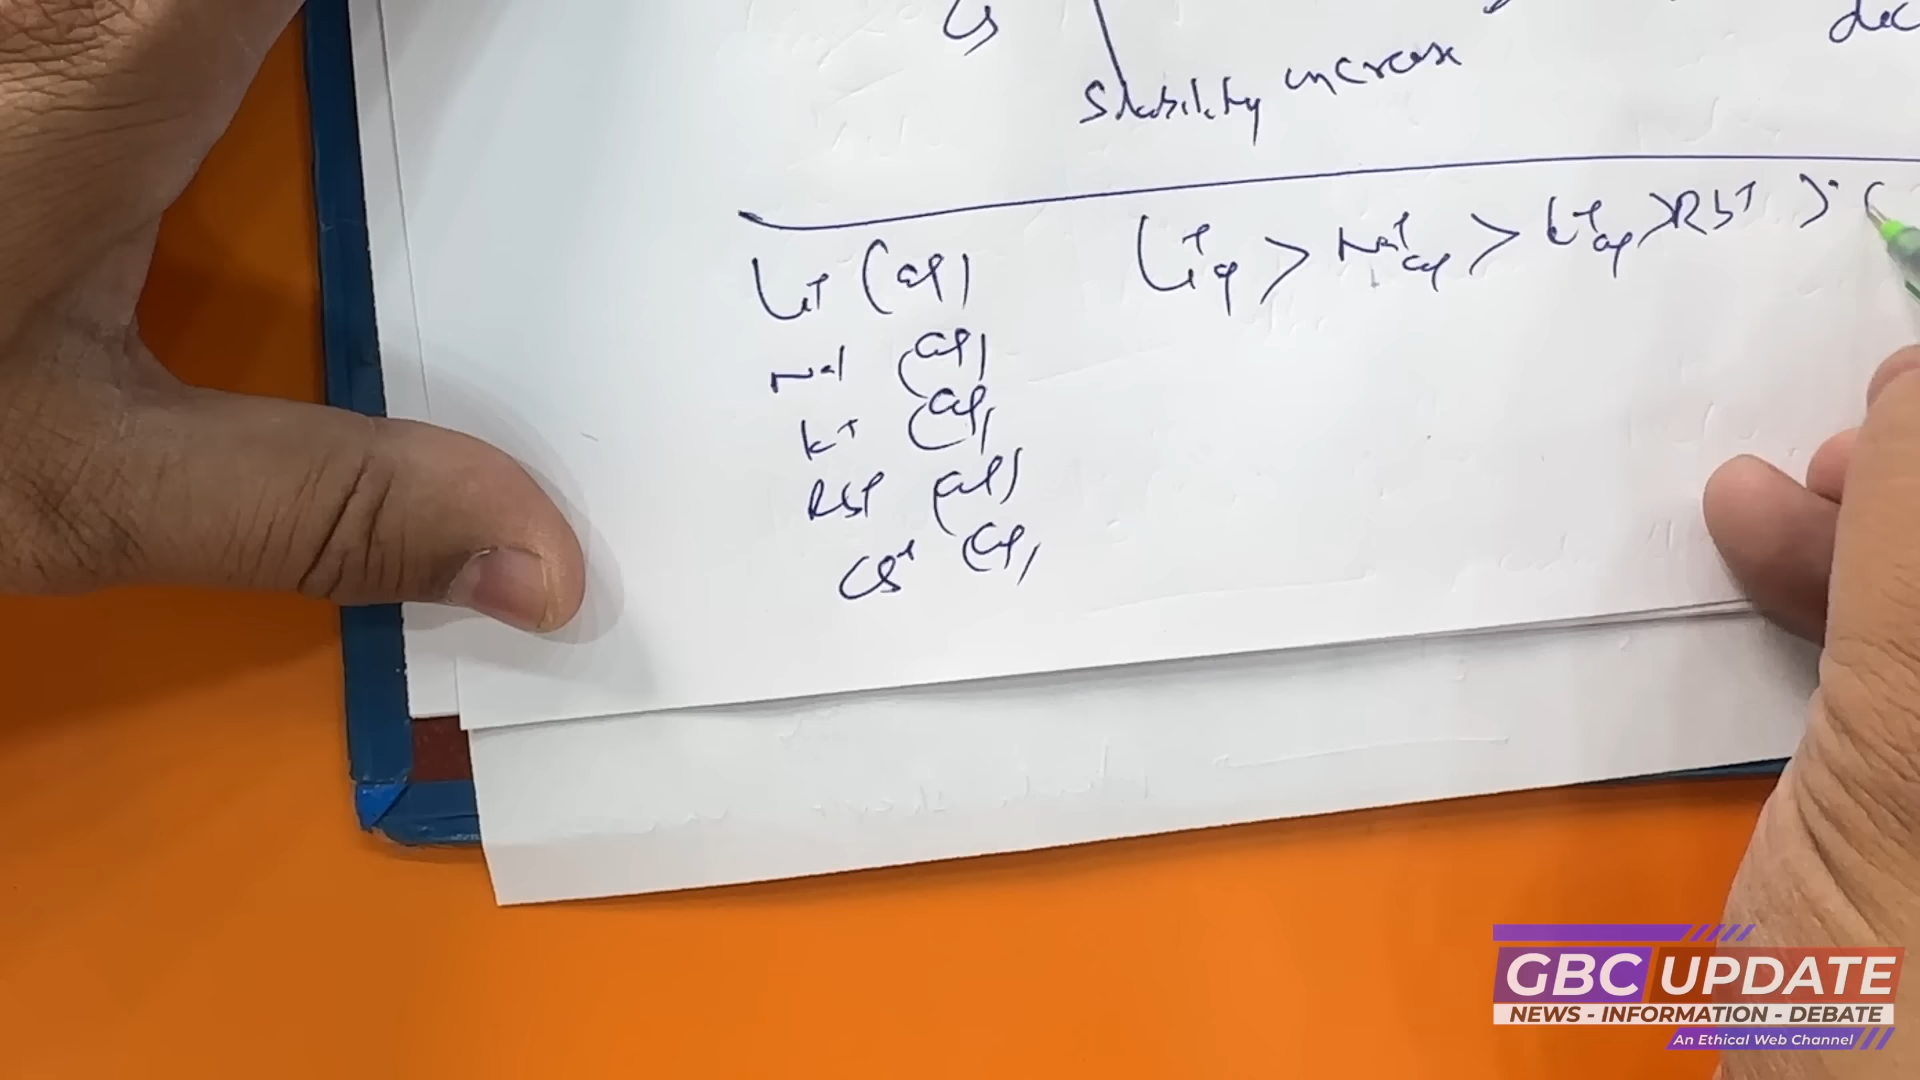 Cs
Stability increase
dec
Li⁺ (aq)
Li⁺aq > Na⁺aq > K⁺aq > Rb⁺ > C
Na⁺ (aq)
K⁺ (aq)
Rb⁺ (aq)
Cs⁺ (aq)
GBC UPDATE
NEWS - INFORMATION - DEBATE
An Ethical Web Channel